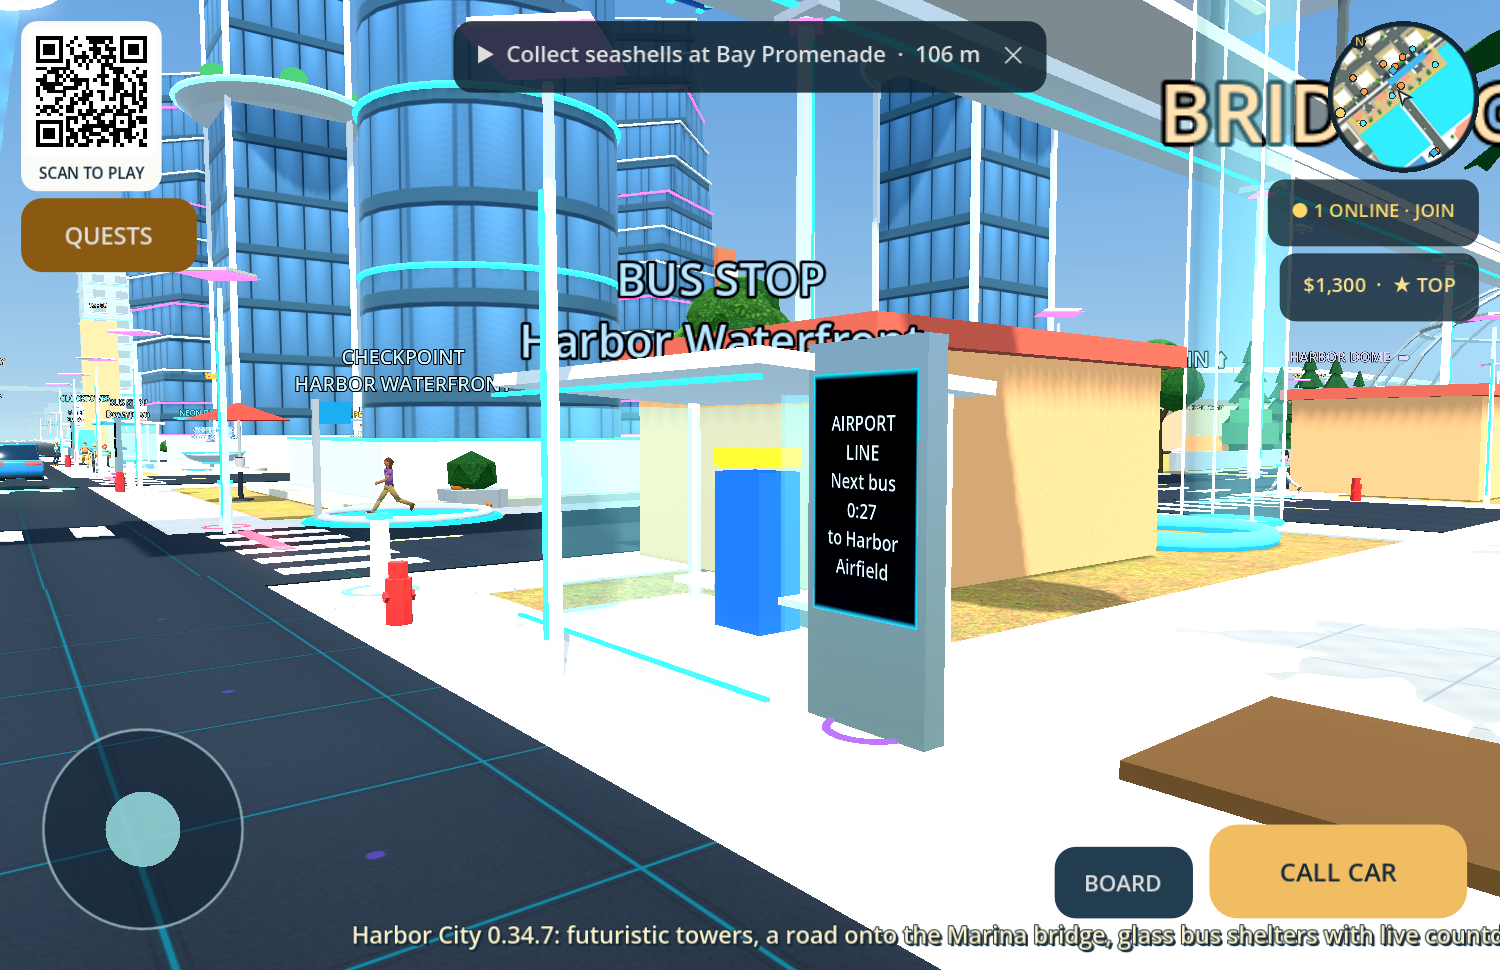 ▶ Collect seashells at Bay Promenade · 106 m
SCAN TO PLAY
QUESTS
N
1 ONLINE · JOIN
$1,300 · ★ TOP
BUS STOP
Harbor Waterfront
CHECKPOINT
HARBOR WATERFRON
HARBOR DOME
AIRPORT
LINE
Next bus
0:27
to Harbor
Airfield
BOARD
CALL CAR
Harbor City 0.34.7: futuristic towers, a road onto the Marina bridge, glass bus shelters with live countd